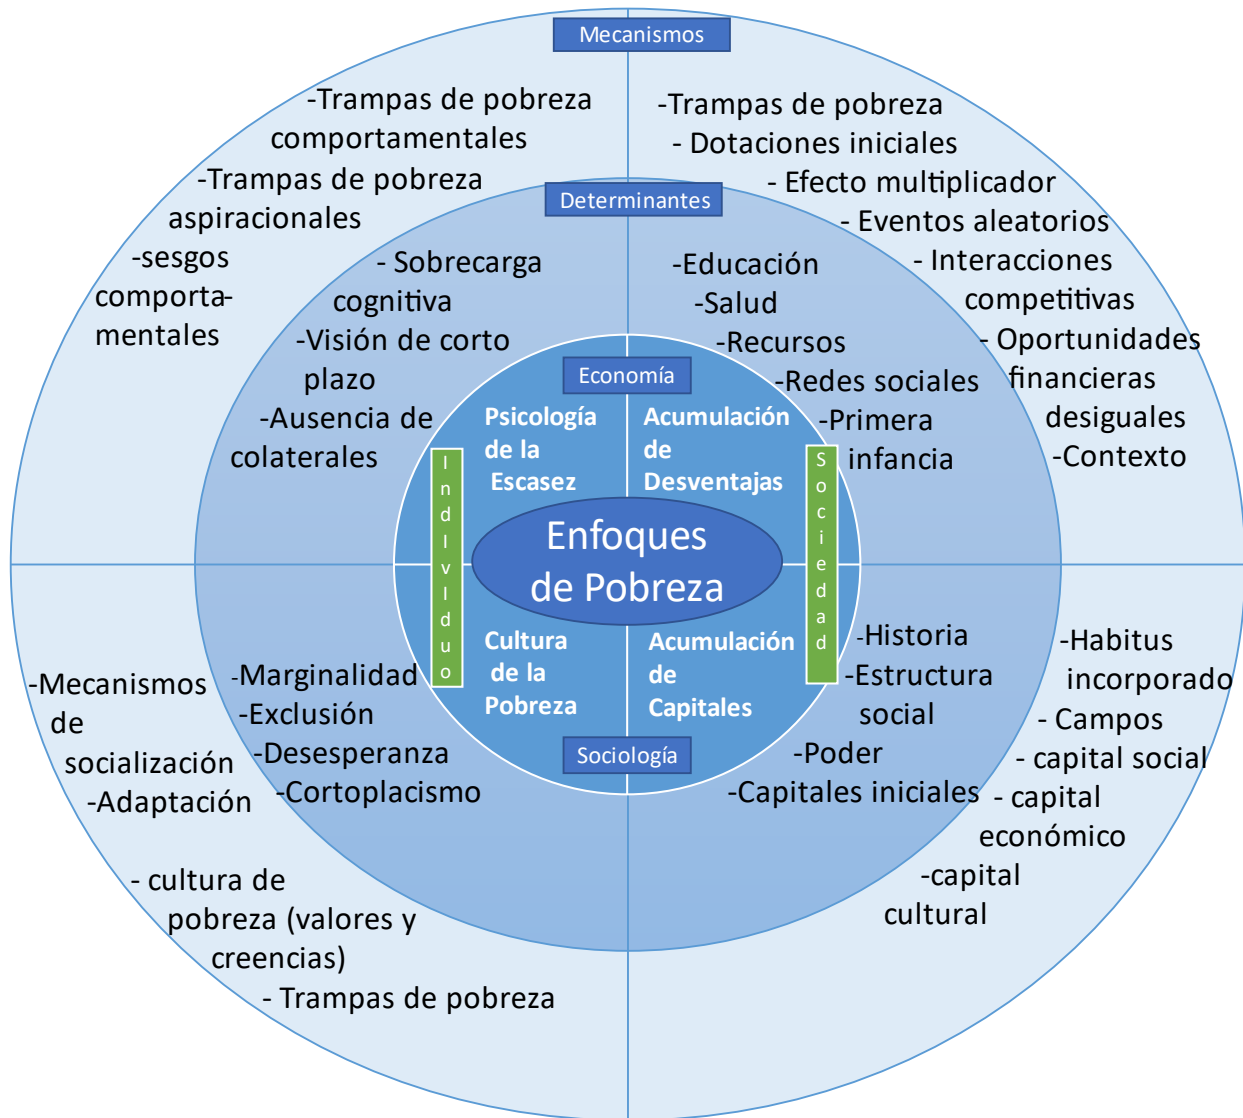 Mecanismos
-Trampas de pobreza
comportamentales
-Trampas de pobreza
aspiracionales
-sesgos
comporta-
mentales
-Trampas de pobreza
- Dotaciones iniciales
- Efecto multiplicador
- Eventos aleatorios
- Interacciones
competitivas
- Oportunidades
financieras
desiguales
-Contexto
Determinantes
- Sobrecarga
cognitiva
-Visión de corto
plazo
-Ausencia de
colaterales
-Educación
-Salud
-Recursos
-Redes sociales
-Primera
infancia
Economía
Psicología
de la
Escasez
Acumulación
de
Desventajas
IndIvIduo
Sociedad
Enfoques
de Pobreza
Cultura
de la
Pobreza
Acumulación
de
Capitales
Sociología
-Marginalidad
-Exclusión
-Desesperanza
-Cortoplacismo
-Historia
-Estructura
social
-Poder
-Capitales iniciales
-Mecanismos
de
socialización
-Adaptación
- cultura de
pobreza (valores y
creencias)
- Trampas de pobreza
-Habitus
incorporado
- Campos
- capital social
- capital
económico
-capital
cultural